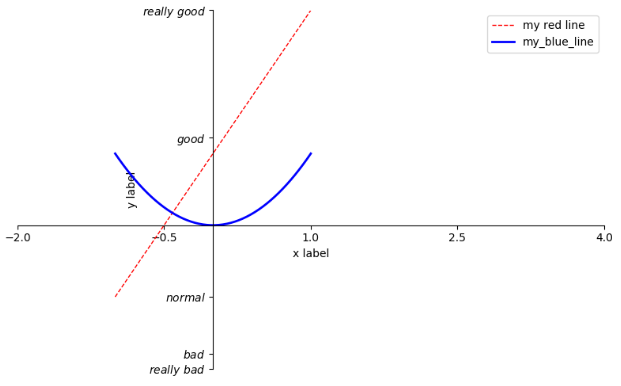 really good
my red line
my_blue_line
good
y label
−2.0
−0.5
1.0
2.5
4.0
x label
normal
bad
really bad